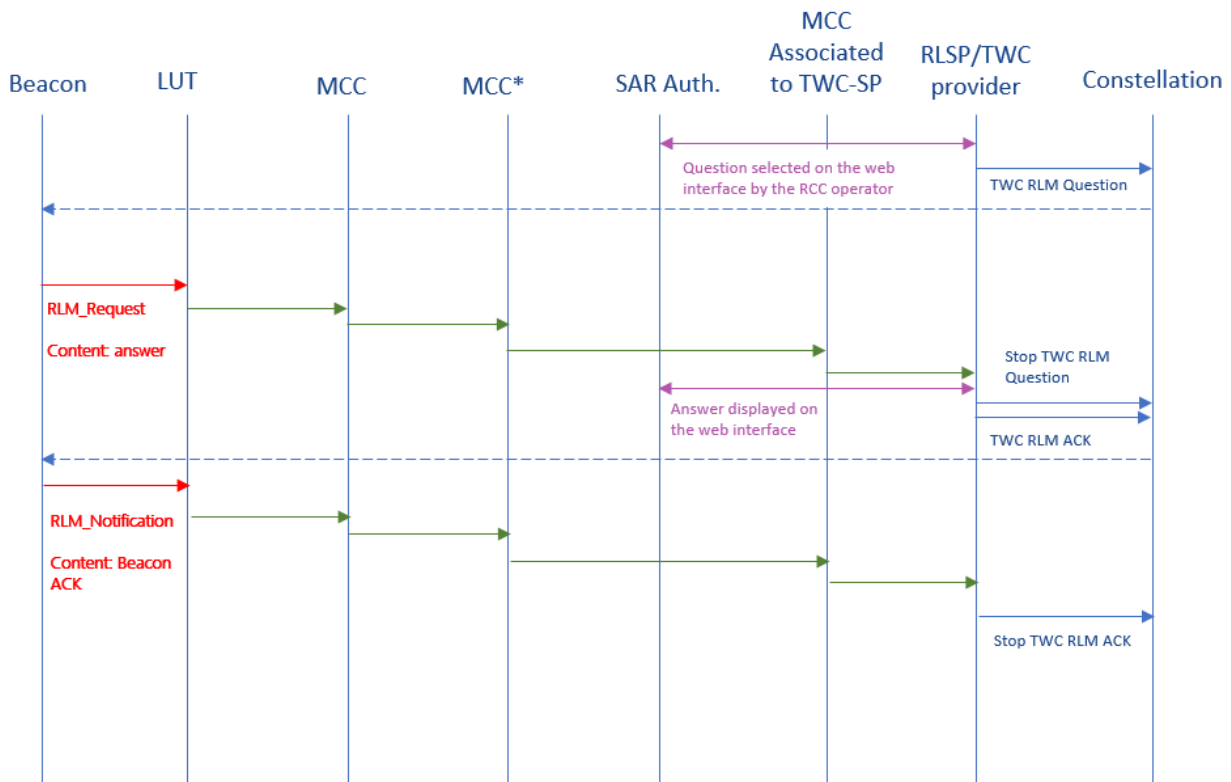 Beacon
LUT
MCC
MCC*
SAR Auth.
MCC
Associated
to TWC-SP
RLSP/TWC
provider
Constellation
Question selected on the web
interface by the RCC operator
TWC RLM Question
RLM_Request
Content: answer
Stop TWC RLM
Question
Answer displayed on
the web interface
TWC RLM ACK
RLM_Notification
Content: Beacon
ACK
Stop TWC RLM ACK